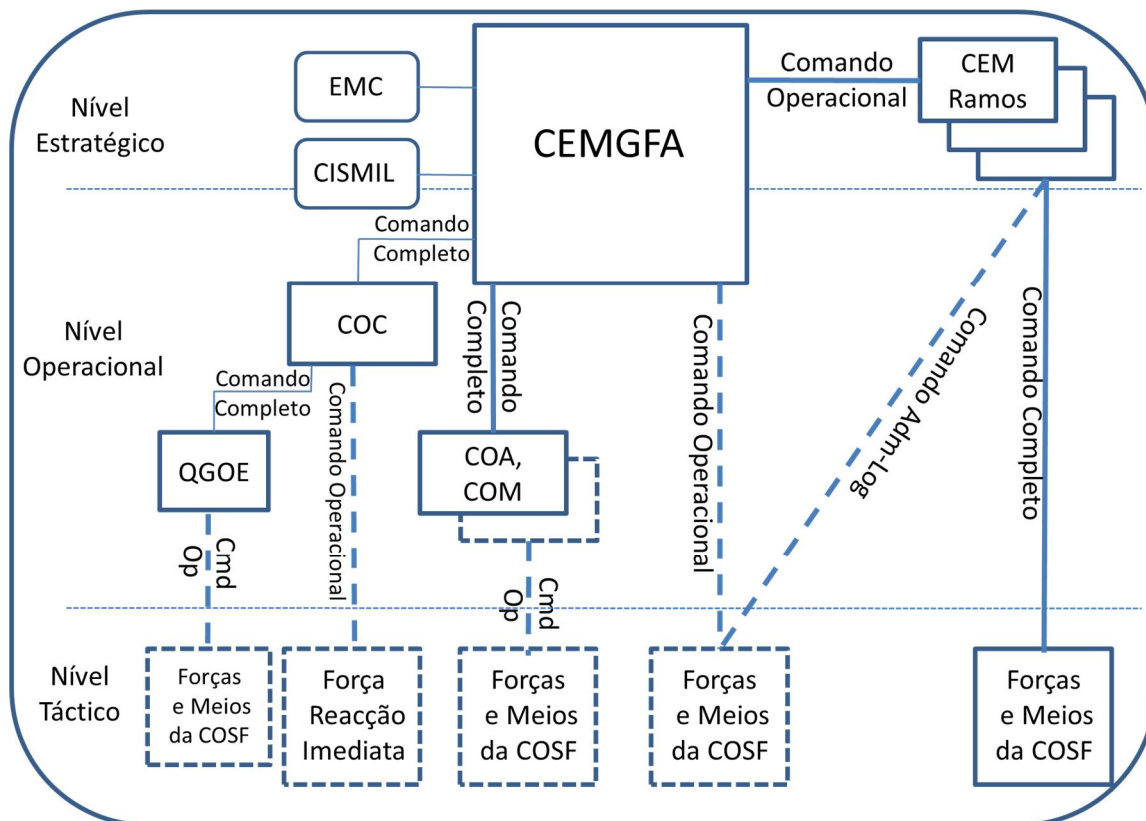 Nível
Estratégico
EMC
CISMIL
CEMGFA
Comando
Operacional
CEM
Ramos
Nível
Operacional
Comando
Completo
COC
Comando
Completo
QGOE
Comando Operacional
Comando
Completo
COA,
COM
Comando Operacional
Comando Adm-Log
Comando Completo
Cmd
Op
Cmd
Op
Nível
Táctico
Forças
e Meios
da COSF
Força
Reacção
Imediata
Forças
e Meios
da COSF
Forças
e Meios
da COSF
Forças
e Meios
da COSF